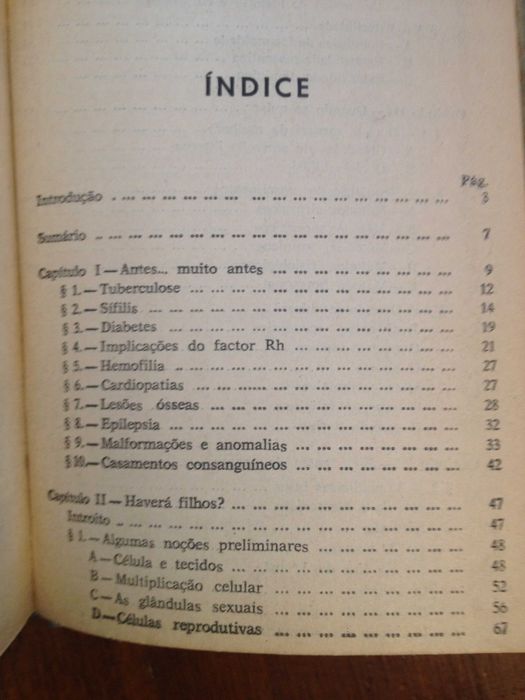 ÍNDICE
Pág.
Introdução . ... ... ... ... ... ... ... ... ... ... ... ... ... ... ... 3
Sumário .. ... ... ... ... ... ... ... ... ... ... ... ... ... ... ... ... 7
Capítulo I — Antes... muito antes ... ... ... ... ... ... ... ... ... 9
§ 1. — Tuberculose ... ... ... ... ... ... ... ... ... ... ... ... ... 12
§ 2. — Sífilis ... ... ... ... ... ... ... ... ... ... ... ... ... ... ... 14
§ 3. — Diabetes ... ... ... ... ... ... ... ... ... ... ... ... ... 19
§ 4. — Implicações do factor Rh ... ... ... ... ... ... ... ... 21
§ 5. — Hemofilia .. ... ... ... ... ... ... ... ... ... ... ... ... ... 27
§ 6. — Cardiopatias ... ... ... ... ... ... ... ... ... ... ... ... 27
§ 7. — Lesões ósseas ... ... ... ... ... ... ... ... ... ... ... ... 28
§ 8. — Epilepsia ... ... ... ... ... ... ... ... ... ... ... ... ... 32
§ 9. — Malformações e anomalias ... ... ... ... ... ... ... ... 33
§ 10. — Casamentos consanguíneos ... ... ... ... ... ... ... ... 42
Capítulo II — Haverá filhos? ... ... ... ... ... ... ... ... ... ... 47
Introito .. ... ... ... ... ... ... ... ... ... ... ... ... ... ... ... 47
§ 1. — Algumas noções preliminares ... ... ... ... ... ... ... 48
A — Célula e tecidos ... ... ... ... ... ... ... ... ... ... 48
B — Multiplicação celular ... ... ... ... ... ... ... ... 52
C — As glândulas sexuais ... ... ... ... ... ... ... ... 56
D — Células reprodutivas ... ... ... ... ... ... ... ... 67